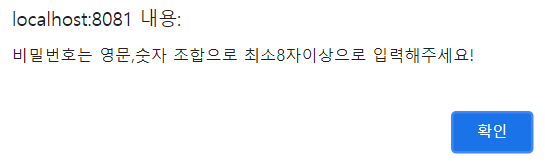 localhost:8081 내용:
비밀번호는 영문,숫자 조합으로 최소8자이상으로 입력해주세요!
확인